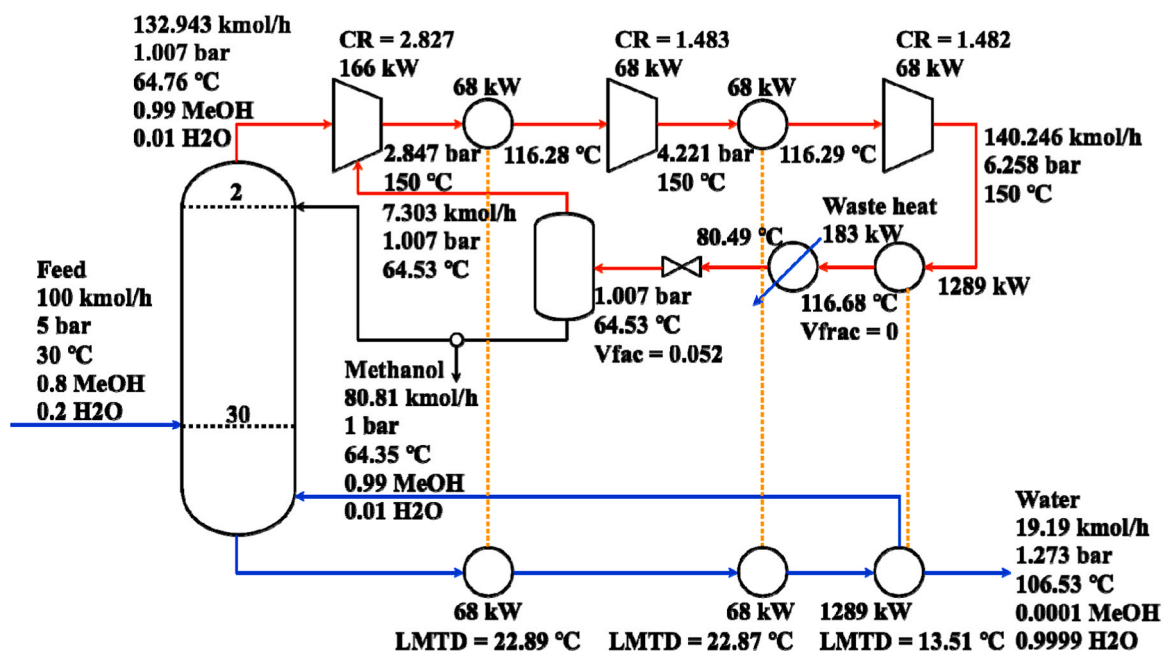 132.943 kmol/h
1.007 bar
64.76 ℃
0.99 MeOH
0.01 H2O
CR = 2.827
166 kW
68 kW
CR = 1.483
68 kW
68 kW
CR = 1.482
68 kW
2.847 bar
150 ℃
116.28 ℃
4.221 bar
150 ℃
116.29 ℃
140.246 kmol/h
6.258 bar
150 ℃
2
7.303 kmol/h
1.007 bar
64.53 ℃
80.49 ℃
Waste heat
183 kW
1289 kW
116.68 ℃
Vfrac = 0
1.007 bar
64.53 ℃
Vfac = 0.052
Feed
100 kmol/h
5 bar
30 ℃
0.8 MeOH
0.2 H2O
30
Methanol
80.81 kmol/h
1 bar
64.35 ℃
0.99 MeOH
0.01 H2O
68 kW
LMTD = 22.89 ℃
68 kW
LMTD = 22.87 ℃
1289 kW
LMTD = 13.51 ℃
Water
19.19 kmol/h
1.273 bar
106.53 ℃
0.0001 MeOH
0.9999 H2O